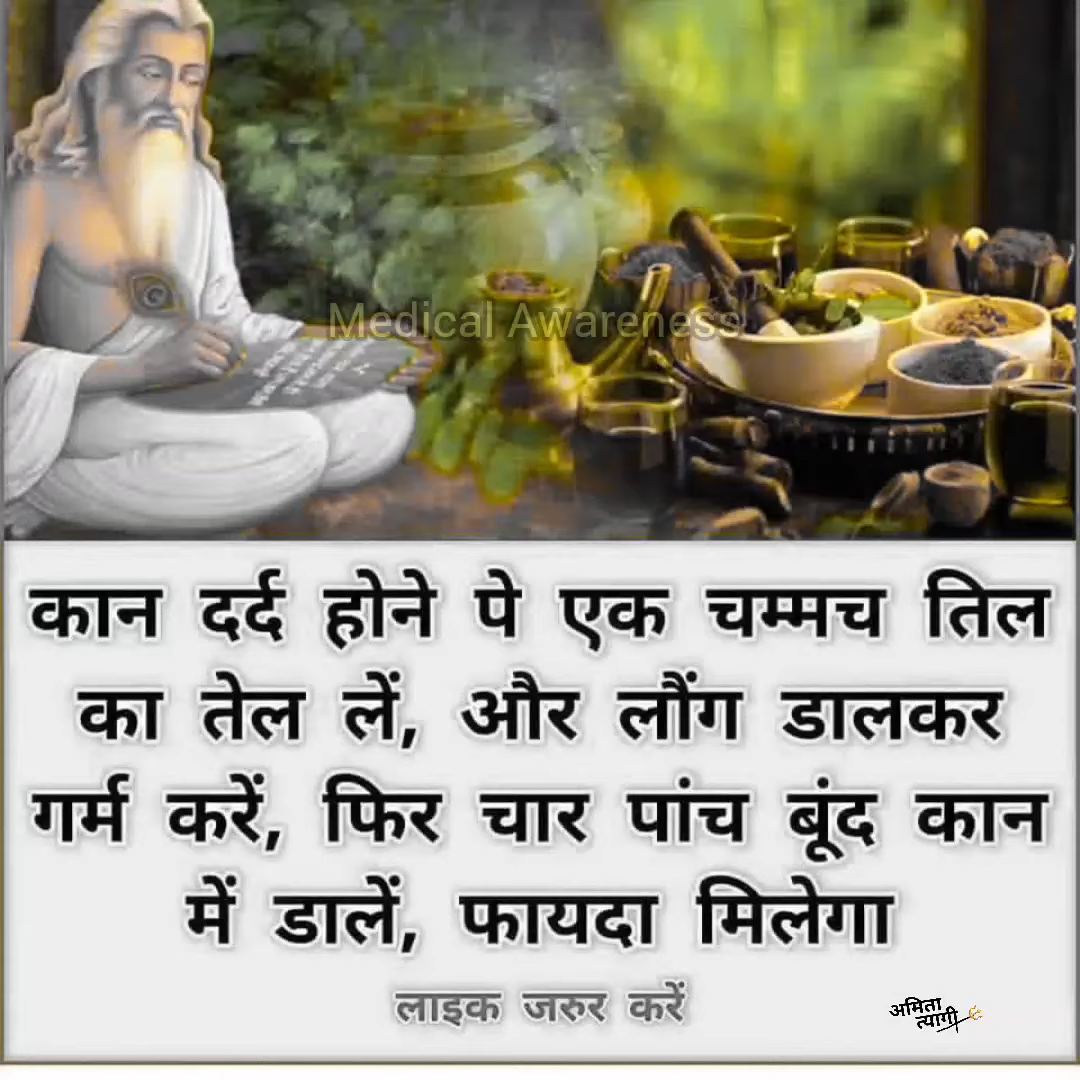 Medical Awareness
कान दर्द होने पे एक चम्मच तिल
का तेल लें, और लौंग डालकर
गर्म करें, फिर चार पांच बूंद कान
में डालें, फायदा मिलेगा
लाइक जरुर करें
अमिता
त्यागी